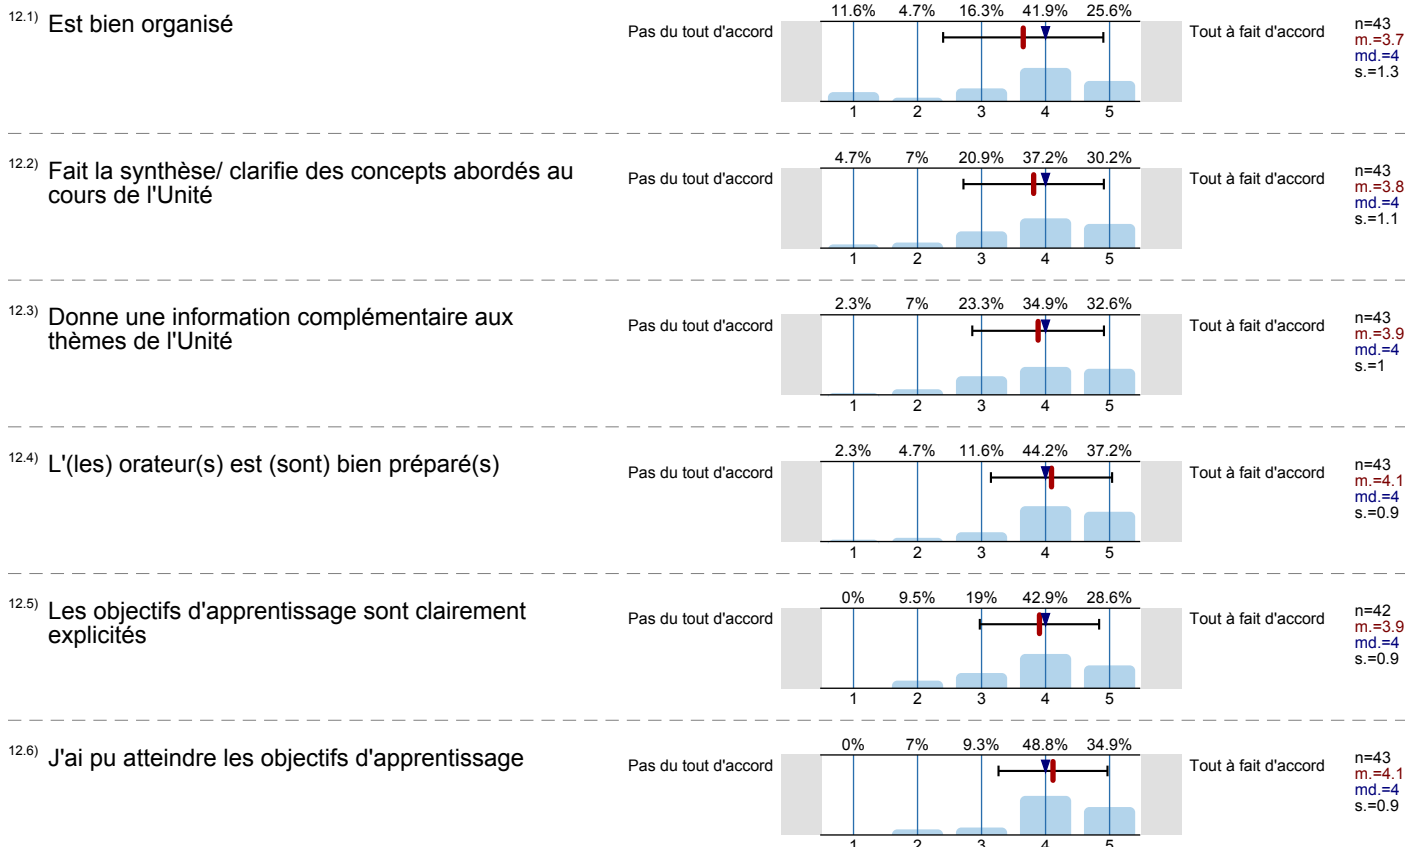 12.1) Est bien organisé
Pas du tout d'accord
11.6% 4.7% 16.3% 41.9% 25.6%
1 2 3 4 5
Tout à fait d'accord
n=43
m.=3.7
md.=4
s.=1.3
12.2) Fait la synthèse/ clarifie des concepts abordés au
cours de l'Unité
Pas du tout d'accord
4.7% 7% 20.9% 37.2% 30.2%
1 2 3 4 5
Tout à fait d'accord
n=43
m.=3.8
md.=4
s.=1.1
12.3) Donne une information complémentaire aux
thèmes de l'Unité
Pas du tout d'accord
2.3% 7% 23.3% 34.9% 32.6%
1 2 3 4 5
Tout à fait d'accord
n=43
m.=3.9
md.=4
s.=1
12.4) L'(les) orateur(s) est (sont) bien préparé(s)
Pas du tout d'accord
2.3% 4.7% 11.6% 44.2% 37.2%
1 2 3 4 5
Tout à fait d'accord
n=43
m.=4.1
md.=4
s.=0.9
12.5) Les objectifs d'apprentissage sont clairement
explicités
Pas du tout d'accord
0% 9.5% 19% 42.9% 28.6%
1 2 3 4 5
Tout à fait d'accord
n=42
m.=3.9
md.=4
s.=0.9
12.6) J'ai pu atteindre les objectifs d'apprentissage
Pas du tout d'accord
0% 7% 9.3% 48.8% 34.9%
1 2 3 4 5
Tout à fait d'accord
n=43
m.=4.1
md.=4
s.=0.9